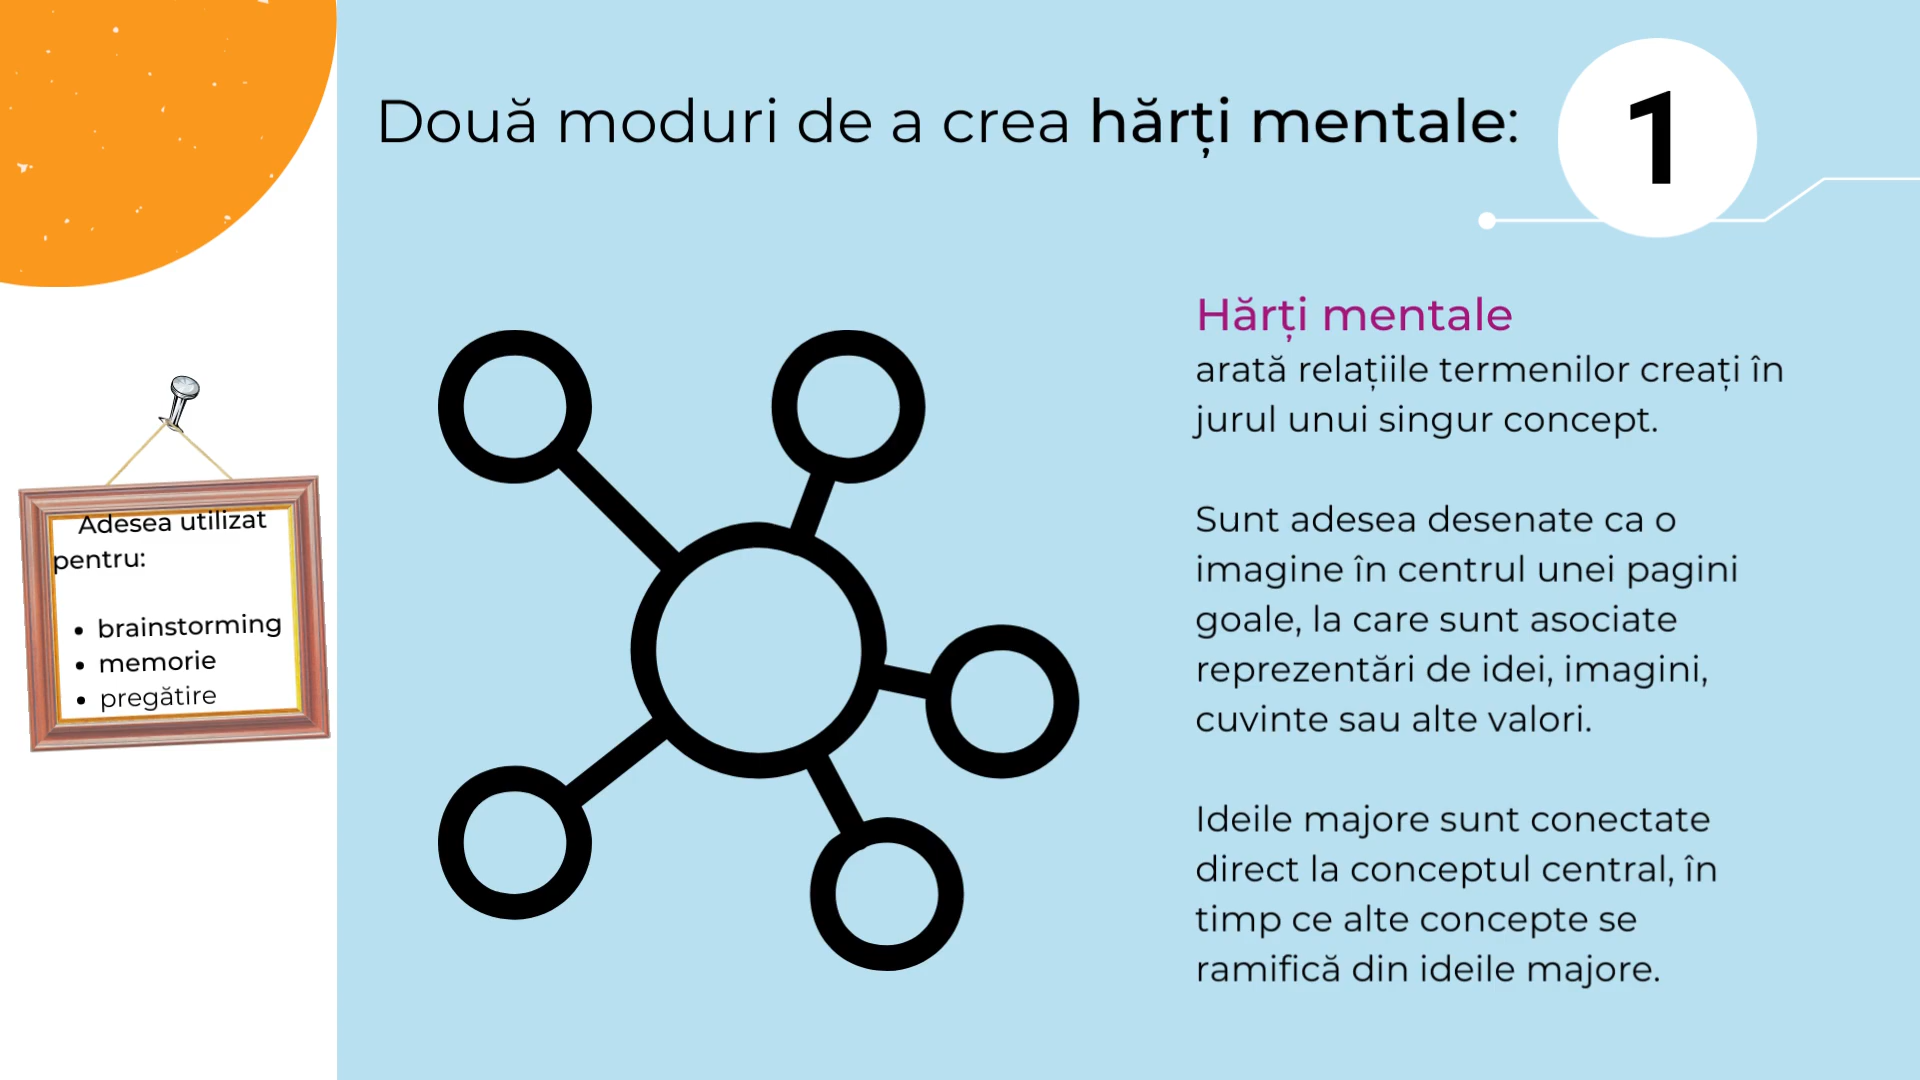 Două moduri de a crea hărți mentale:
1
Adesea utilizat
pentru:
• brainstorming
• memorie
• pregătire
Hărți mentale
arată relațiile termenilor creați în
jurul unui singur concept.
Sunt adesea desenate ca o
imagine în centrul unei pagini
goale, la care sunt asociate
reprezentări de idei, imagini,
cuvinte sau alte valori.
Ideile majore sunt conectate
direct la conceptul central, în
timp ce alte concepte se
ramifică din ideile majore.